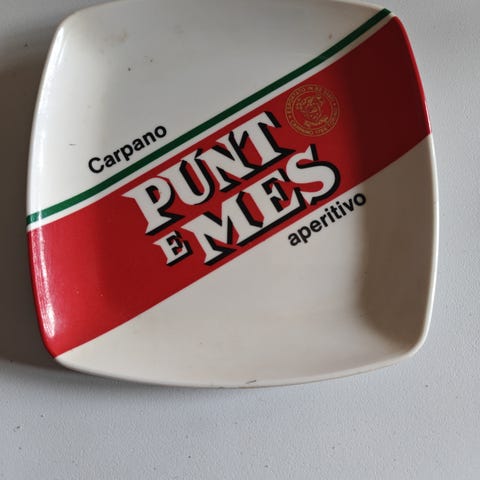 Carpano
PUNT
E MES
aperitivo